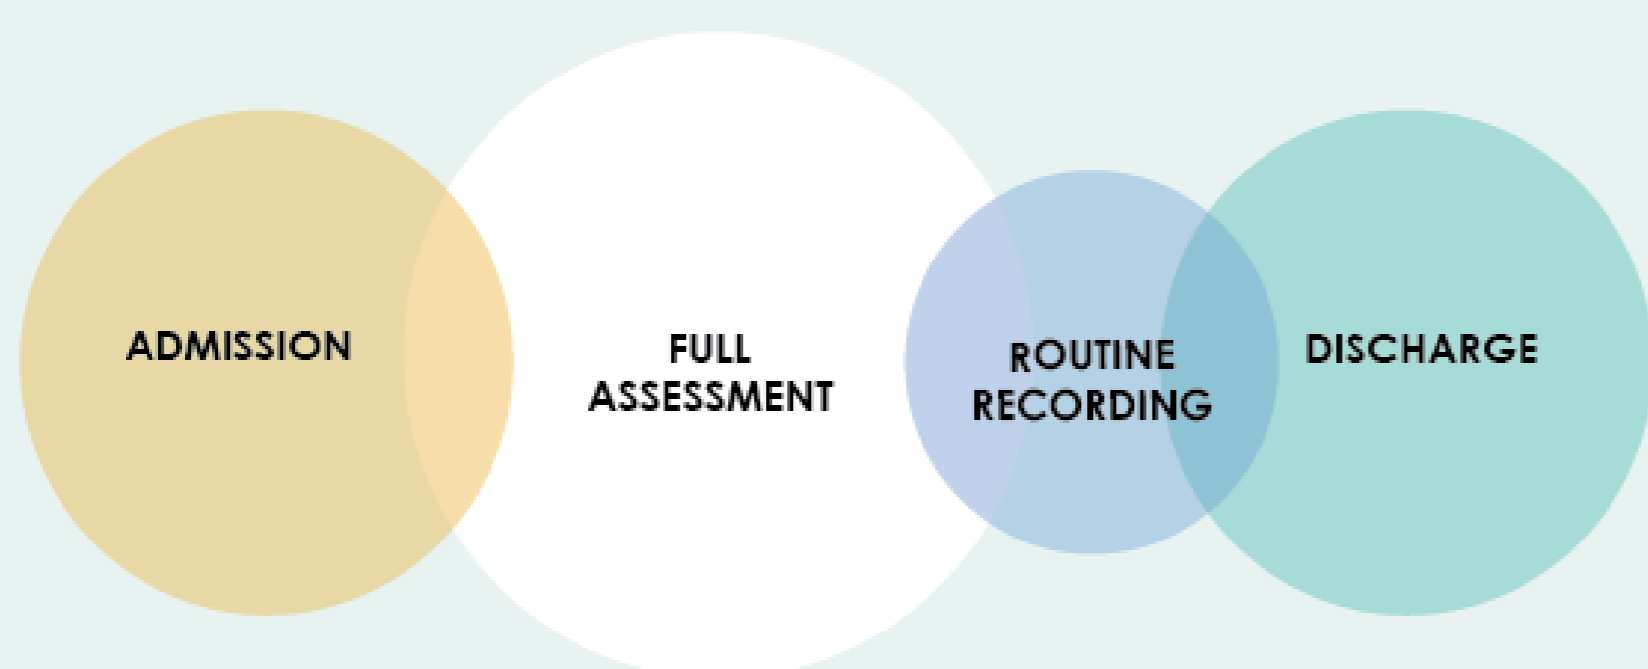 ADMISSION
FULL
ASSESSMENT
ROUTINE
RECORDING
DISCHARGE